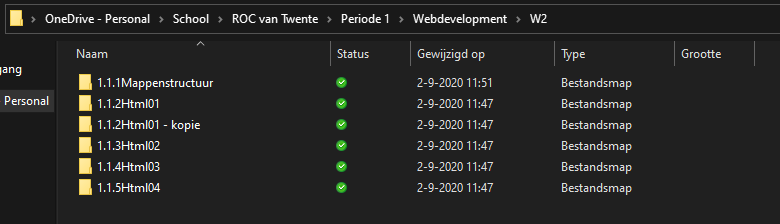 OneDrive - Personal > School > ROC van Twente > Periode 1 > Webdevelopment > W2
Naam Status Gewijzigd op Type Grootte
gang 1.1.1Mappenstructuur 2-9-2020 11:51 Bestandsmap
Personal 1.1.2Html01 2-9-2020 11:47 Bestandsmap
1.1.2Html01 - kopie 2-9-2020 11:47 Bestandsmap
1.1.3Html02 2-9-2020 11:47 Bestandsmap
1.1.4Html03 2-9-2020 11:47 Bestandsmap
1.1.5Html04 2-9-2020 11:47 Bestandsmap